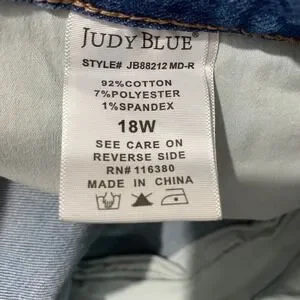 JUDY BLUE®
STYLE# JB88212 MD-R
92%COTTON
7%POLYESTER
1%SPANDEX
18W
SEE CARE ON
REVERSE SIDE
RN# 116380
MADE IN CHINA